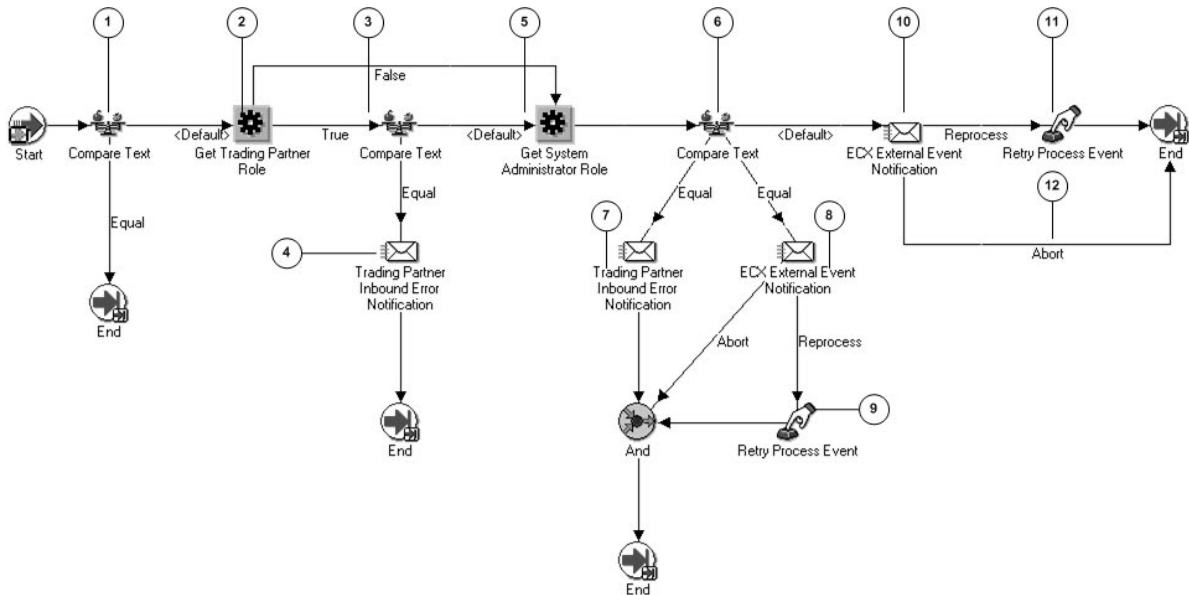 1
2
3
5
6
10
11
False
Start
Compare Text
<Default>
Get Trading Partner
Role
True
Compare Text
<Default>
Get System
Administrator Role
Compare Text
<Default>
ECX External Event
Notification
Reprocess
Retry Process Event
End
12
Abort
Equal
End
Equal
4
Trading Partner
Inbound Error
Notification
End
Equal
Equal
7
8
Trading Partner
Inbound Error
Notification
ECX External Event
Notification
Abort
Reprocess
9
And
Retry Process Event
End